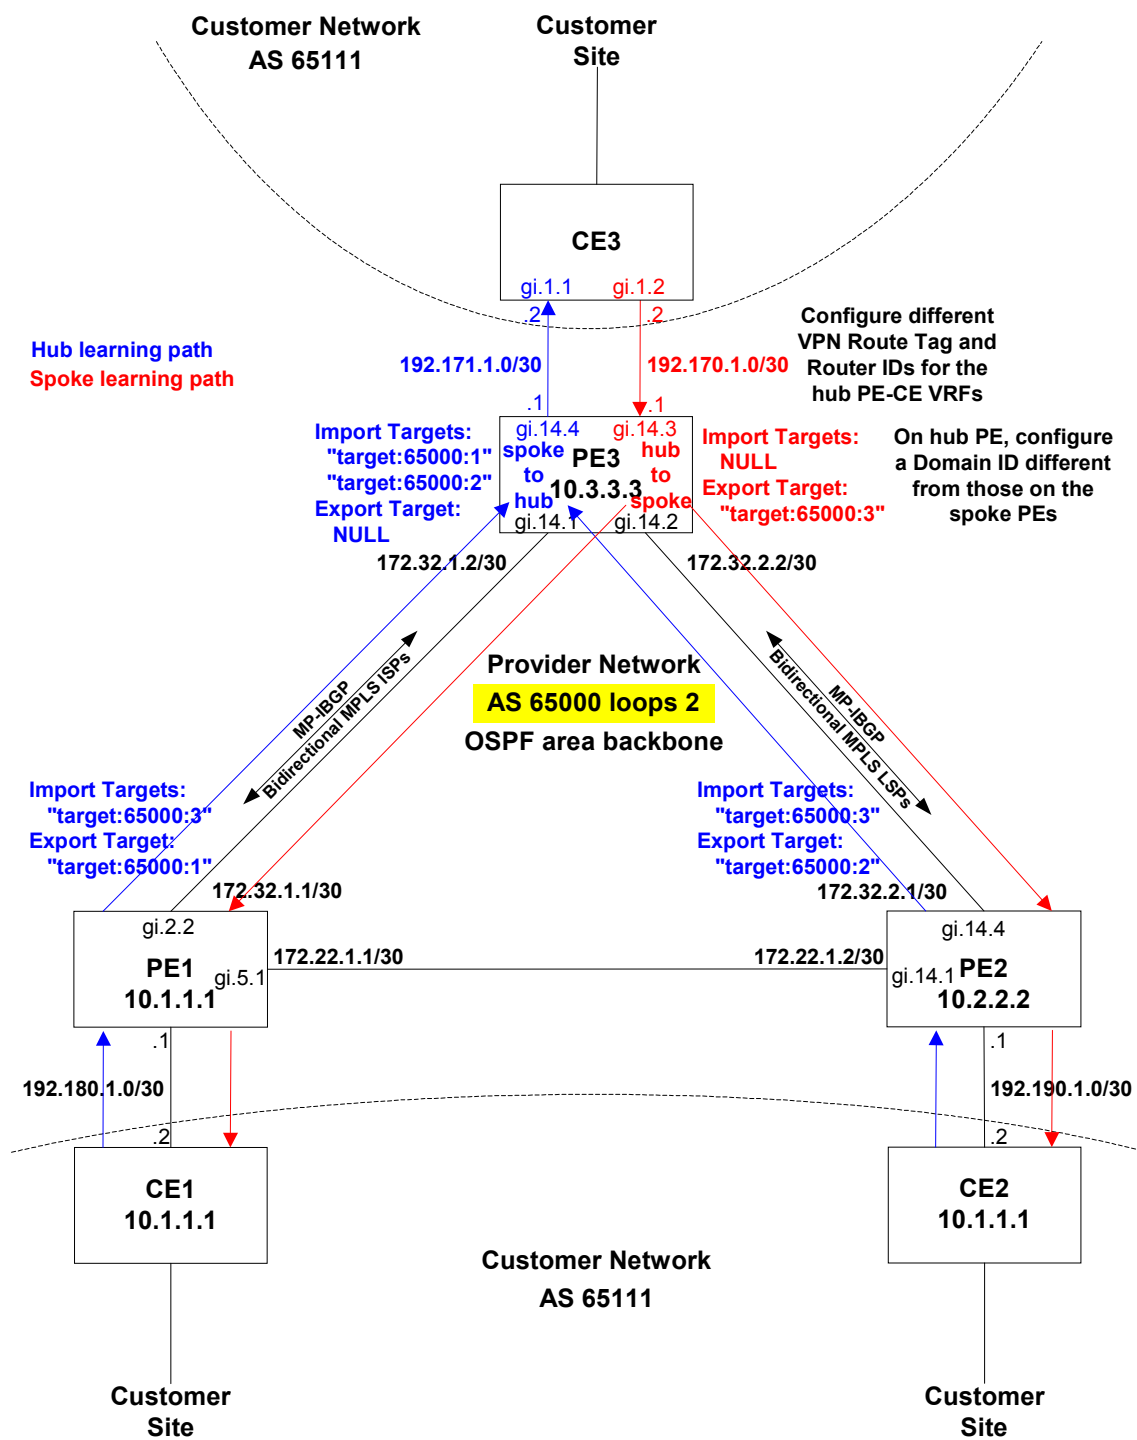 Customer Network
AS 65111
Customer
Site
CE3
gi.1.1
gi.1.2
.2
.2
Hub learning path
Spoke learning path
192.171.1.0/30
192.170.1.0/30
Configure different
VPN Route Tag and
Router IDs for the
hub PE-CE VRFs
.1
.1
Import Targets:
"target:65000:1"
"target:65000:2"
Export Target:
NULL
gi.14.4
gi.14.3
spoke
to
hub
PE3
10.3.3.3
hub
to
spoke
gi.14.1
gi.14.2
Import Targets:
NULL
Export Target:
"target:65000:3"
On hub PE, configure
a Domain ID different
from those on the
spoke PEs
172.32.1.2/30
172.32.2.2/30
MP-IBGP
Bidirectional MPLS lSPs
Provider Network
AS 65000 loops 2
OSPF area backbone
MP-IBGP
Bidirectional MPLS LSPs
Import Targets:
"target:65000:3"
Export Target:
"target:65000:1"
Import Targets:
"target:65000:3"
Export Target:
"target:65000:2"
172.32.1.1/30
172.32.2.1/30
gi.2.2
PE1
10.1.1.1
gi.5.1
172.22.1.1/30
172.22.1.2/30
gi.14.4
gi.14.1
PE2
10.2.2.2
.1
.1
192.180.1.0/30
192.190.1.0/30
.2
.2
CE1
10.1.1.1
CE2
10.1.1.1
Customer Network
AS 65111
Customer
Site
Customer
Site